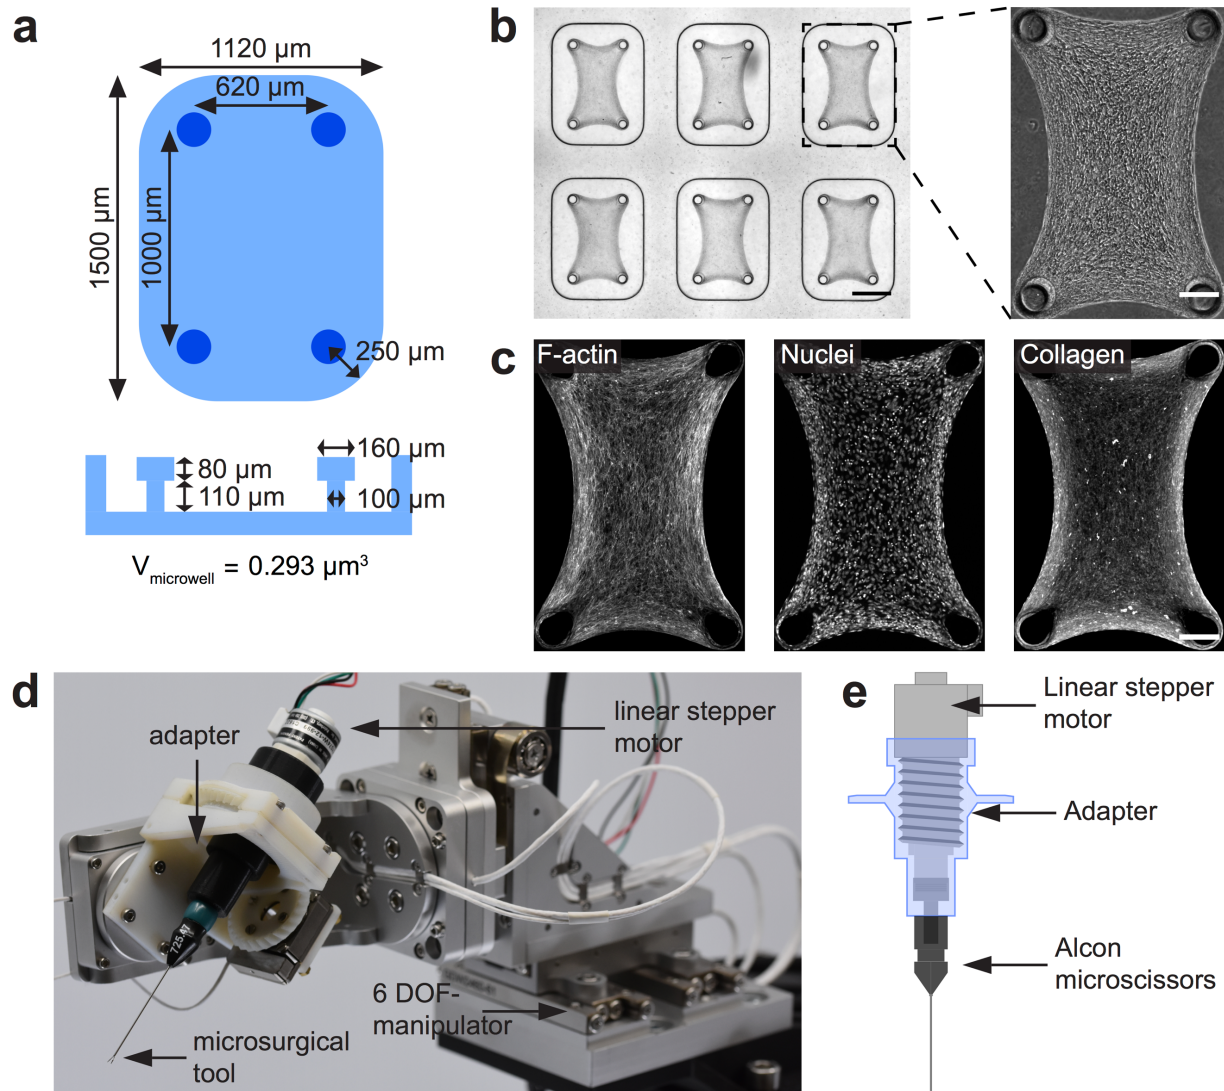 a
1120 µm
620 µm
1500 µm
1000 µm
250 µm
160 µm
80 µm
110 µm
100 µm
V microwell = 0.293 µm³
b
c
F-actin
Nuclei
Collagen
d
adapter
linear stepper
motor
725.47
6 DOF-
manipulator
microsurgical
tool
e
Linear stepper
motor
Adapter
Alcon
microscissors